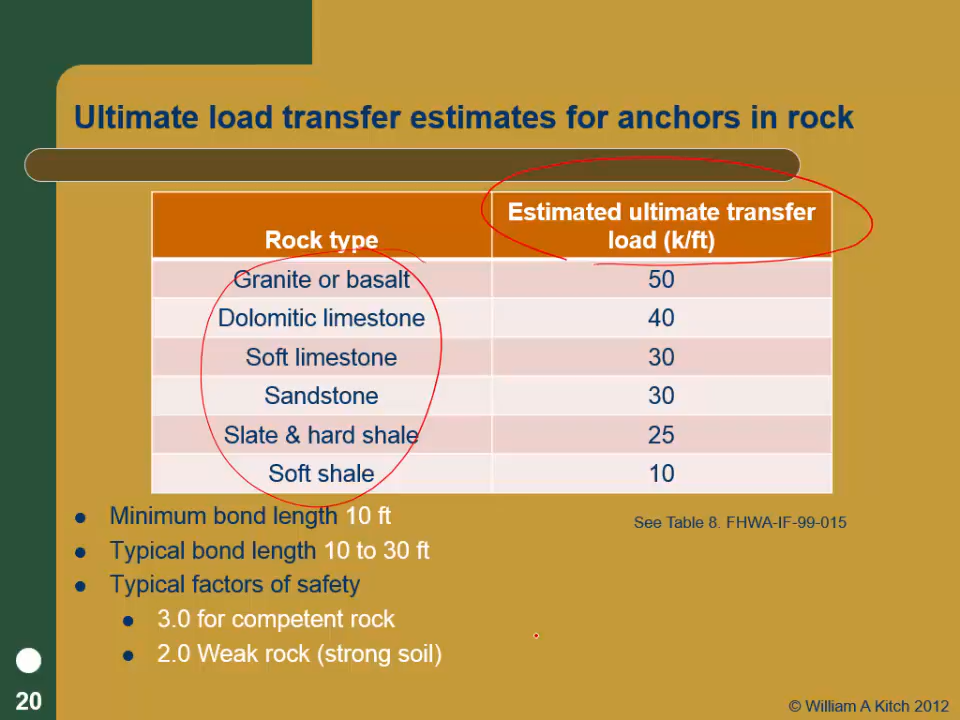 Ultimate load transfer estimates for anchors in rock
Rock type
Estimated ultimate transfer
load (k/ft)
Granite or basalt 50
Dolomitic limestone 40
Soft limestone 30
Sandstone 30
Slate & hard shale 25
Soft shale 10
Minimum bond length 10 ft
See Table 8. FHWA-IF-99-015
Typical bond length 10 to 30 ft
Typical factors of safety
3.0 for competent rock
2.0 Weak rock (strong soil)
20
© William A Kitch 2012